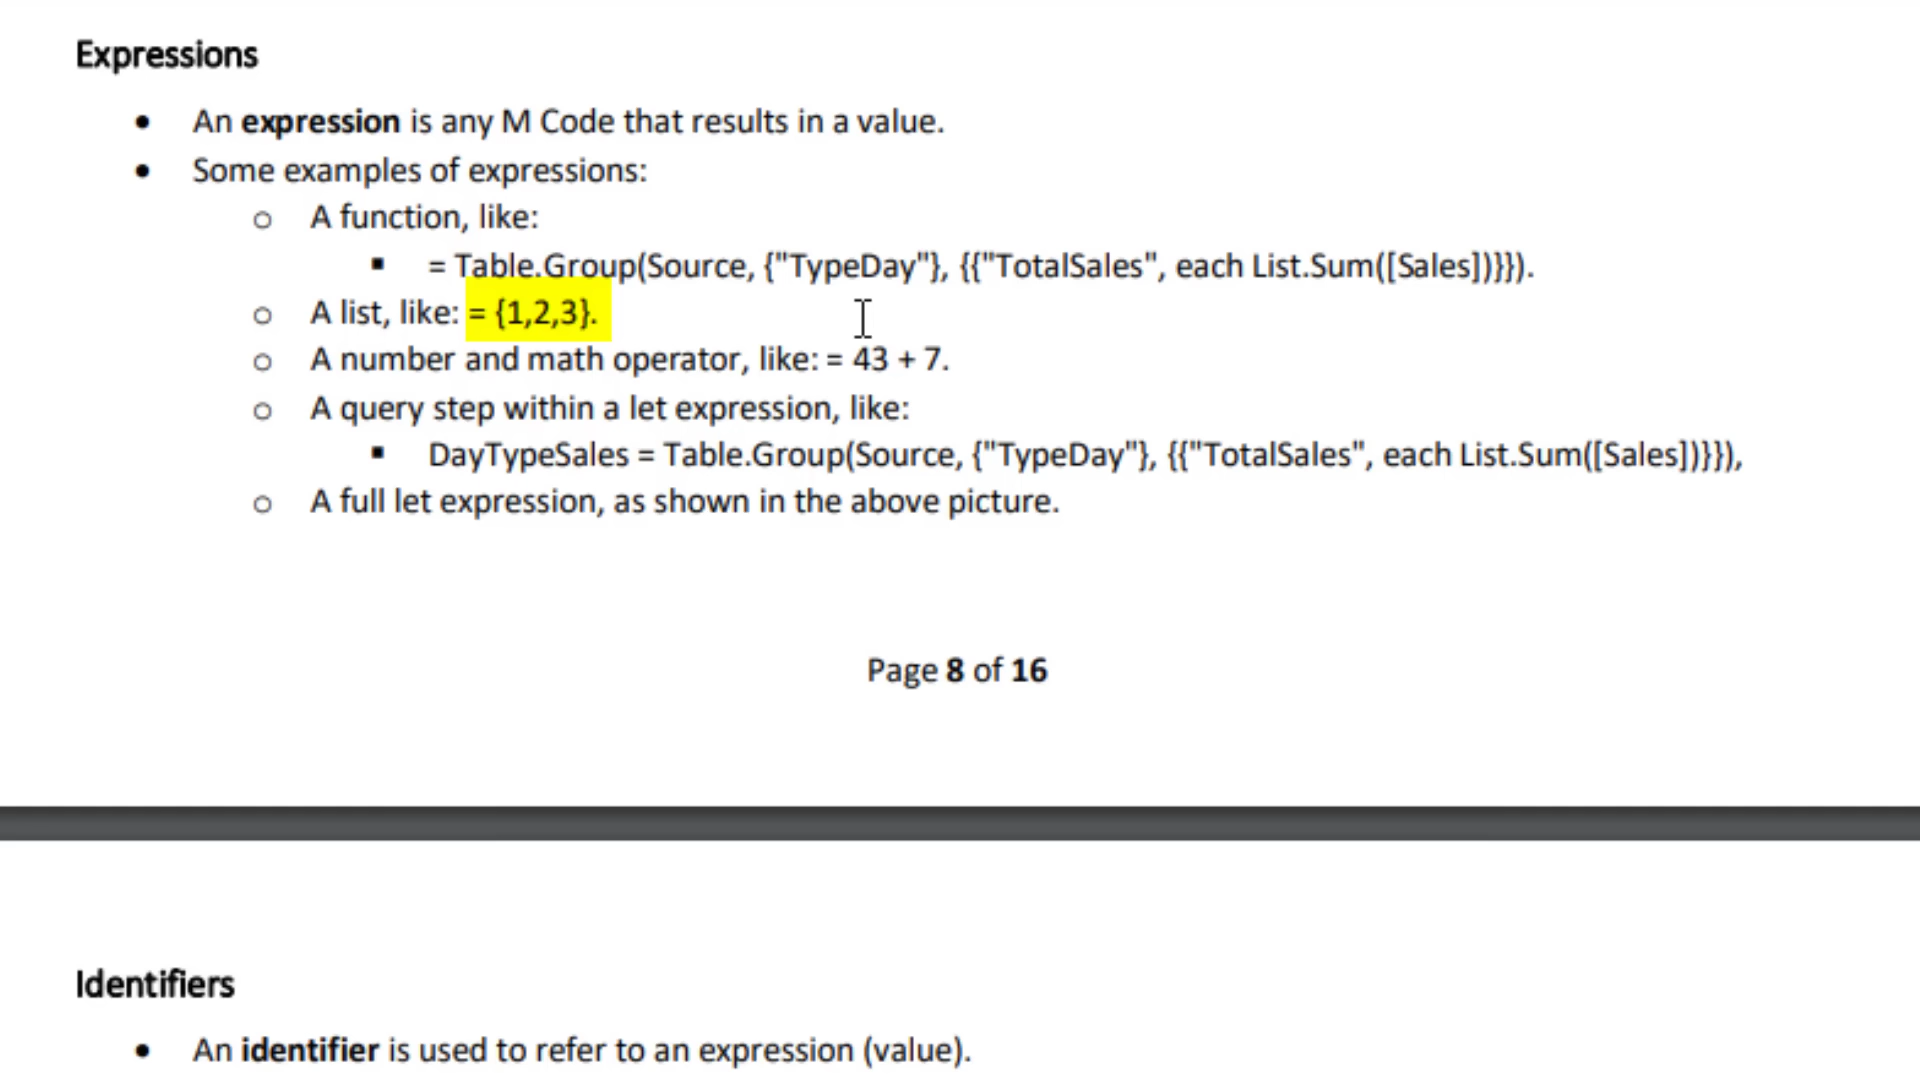 Expressions
• An expression is any M Code that results in a value.
• Some examples of expressions:
o A function, like:
▪ = Table.Group(Source, {"TypeDay"}, {{"TotalSales", each List.Sum([Sales])}}).
o A list, like: = {1,2,3}.
o A number and math operator, like: = 43 + 7.
o A query step within a let expression, like:
▪ DayTypeSales = Table.Group(Source, {"TypeDay"}, {{"TotalSales", each List.Sum([Sales])}}),
o A full let expression, as shown in the above picture.
Page 8 of 16
Identifiers
• An identifier is used to refer to an expression (value).